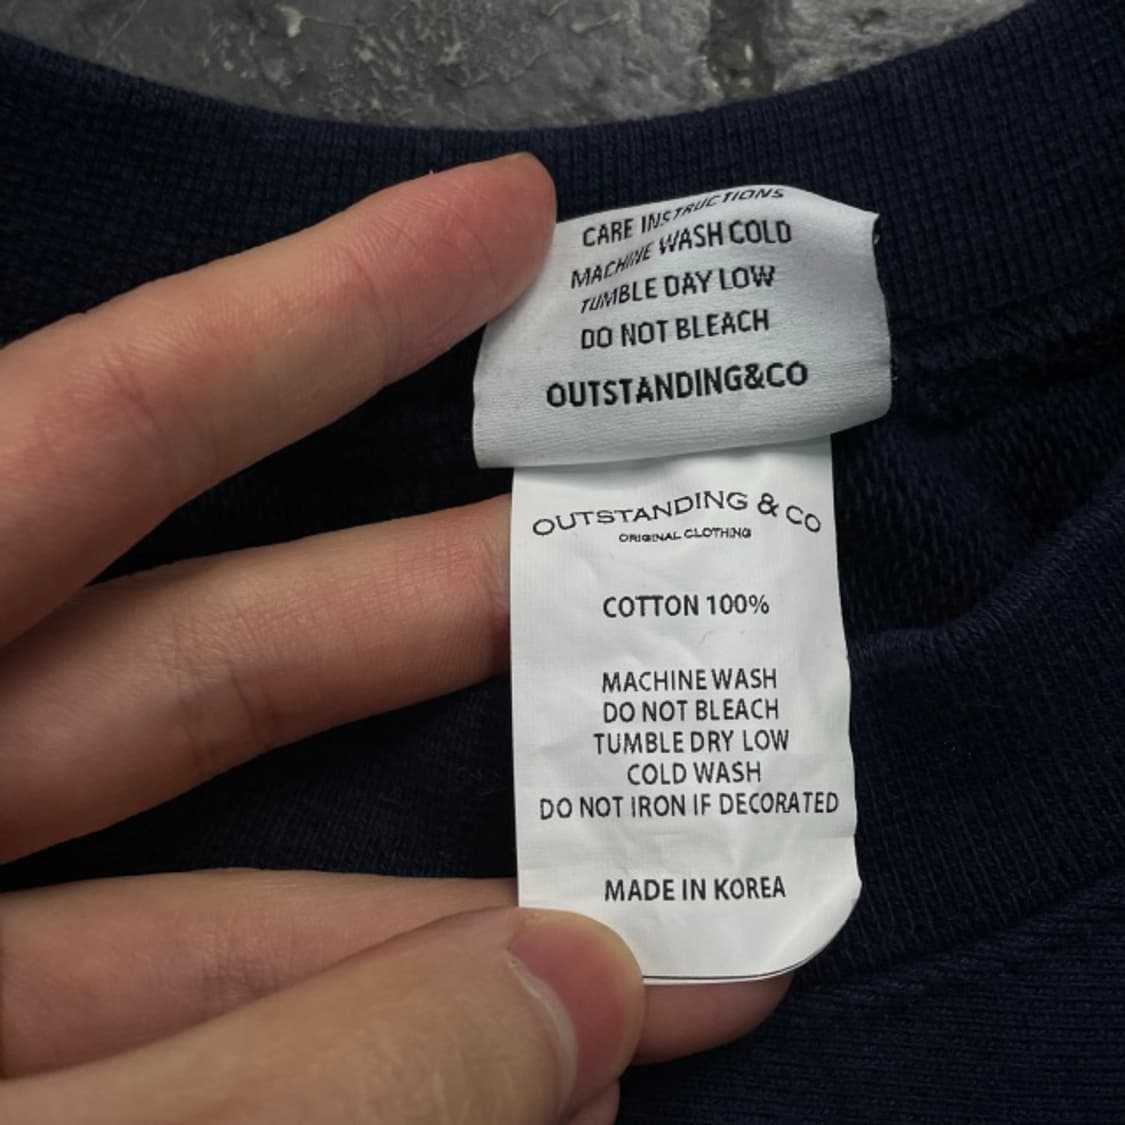 CARE INSTRUCTIONS
MACHINE WASH COLD
TUMBLE DAY LOW
DO NOT BLEACH
OUTSTANDING&CO
OUTSTANDING & CO
ORIGINAL CLOTHING
COTTON 100%
MACHINE WASH
DO NOT BLEACH
TUMBLE DRY LOW
COLD WASH
DO NOT IRON IF DECORATED
MADE IN KOREA